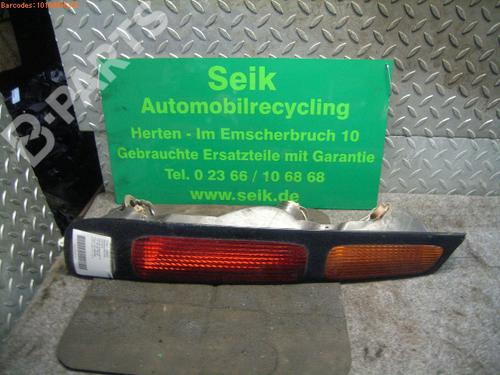 B-PARTS
Seik
Automobilrecycling
Herten - Im Emscherbruch 10
Gebrauchte Ersatzteile mit Garantie
Tel. 0 23 66 / 10 68 68
www.seik.de